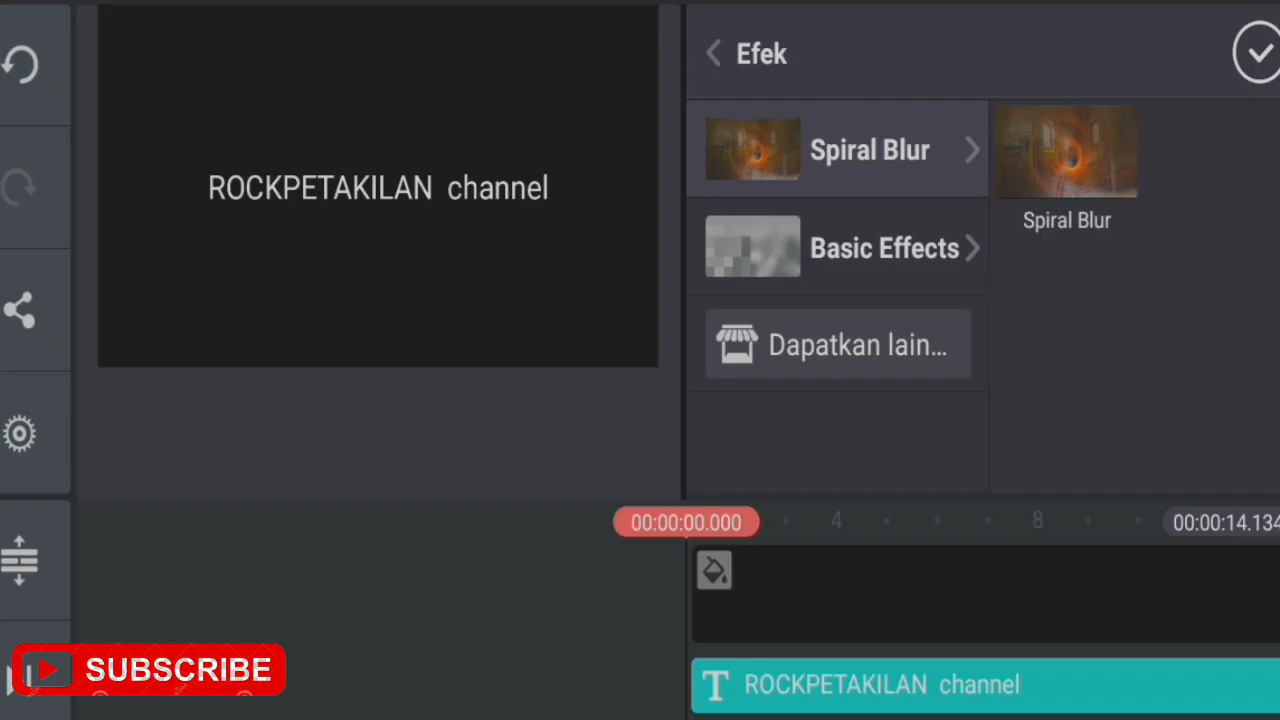 Efek
Spiral Blur
Spiral Blur
Basic Effects
Dapatkan lain...
ROCKPETAKILAN channel
00:00:00.000
4
8
00:00:14.134
T ROCKPETAKILAN channel
SUBSCRIBE